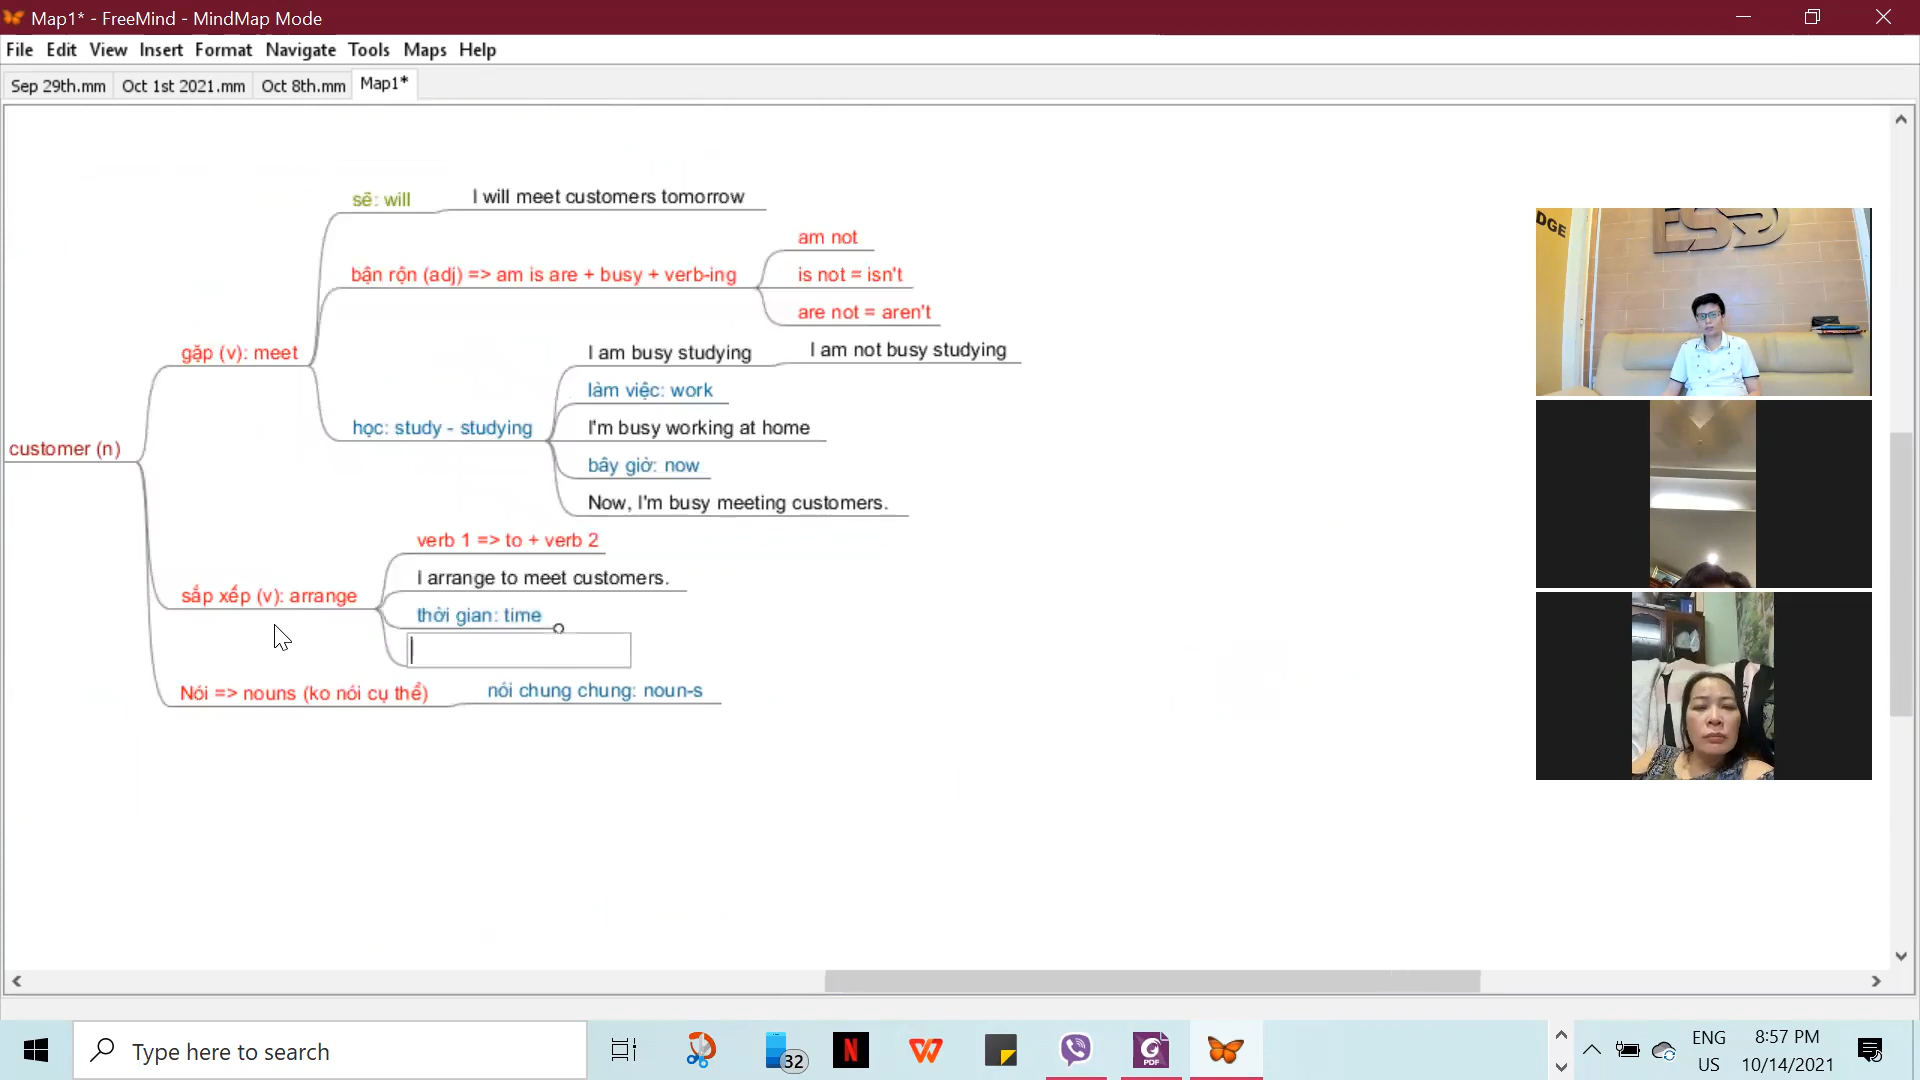 Map1* - FreeMind - MindMap Mode
File Edit View Insert Format Navigate Tools Maps Help
Sep 29th.mm Oct 1st 2021.mm Oct 8th.mm Map1*
sẽ: will
I will meet customers tomorrow
am not
bận rộn (adj) => am is are + busy + verb-ing
is not = isn't
are not = aren't
gặp (v): meet
I am busy studying
I am not busy studying
làm việc: work
học: study - studying
I'm busy working at home
customer (n)
bây giờ: now
Now, I'm busy meeting customers.
verb 1 => to + verb 2
I arrange to meet customers.
sắp xếp (v): arrange
thời gian: time
Nói => nouns (ko nói cụ thể)
nói chung chung: noun-s
DGE
ESD
Type here to search
32
N
W
PDF
ENG
US
8:57 PM
10/14/2021